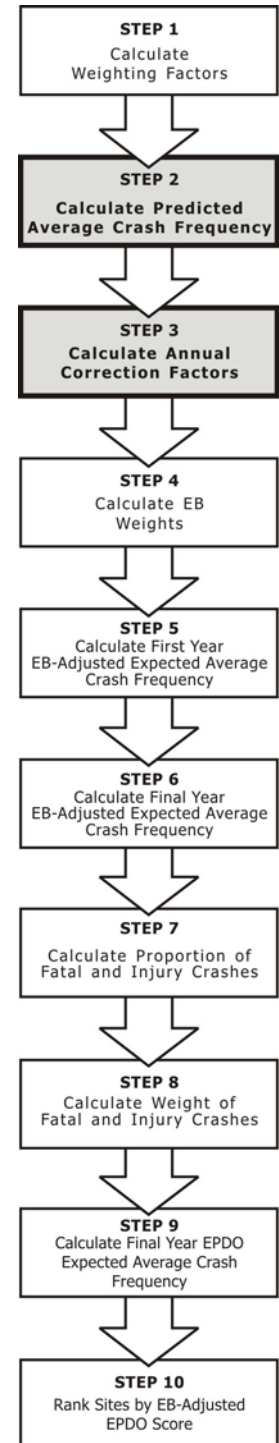 STEP 1
Calculate
Weighting Factors
STEP 2
Calculate Predicted
Average Crash Frequency
STEP 3
Calculate Annual
Correction Factors
STEP 4
Calculate EB
Weights
STEP 5
Calculate First Year
EB-Adjusted Expected Average
Crash Frequency
STEP 6
Calculate Final Year
EB-Adjusted Expected Average
Crash Frequency
STEP 7
Calculate Proportion of
Fatal and Injury Crashes
STEP 8
Calculate Weight of
Fatal and Injury Crashes
STEP 9
Calculate Final Year EPDO
Expected Average Crash
Frequency
STEP 10
Rank Sites by EB-Adjusted
EPDO Score